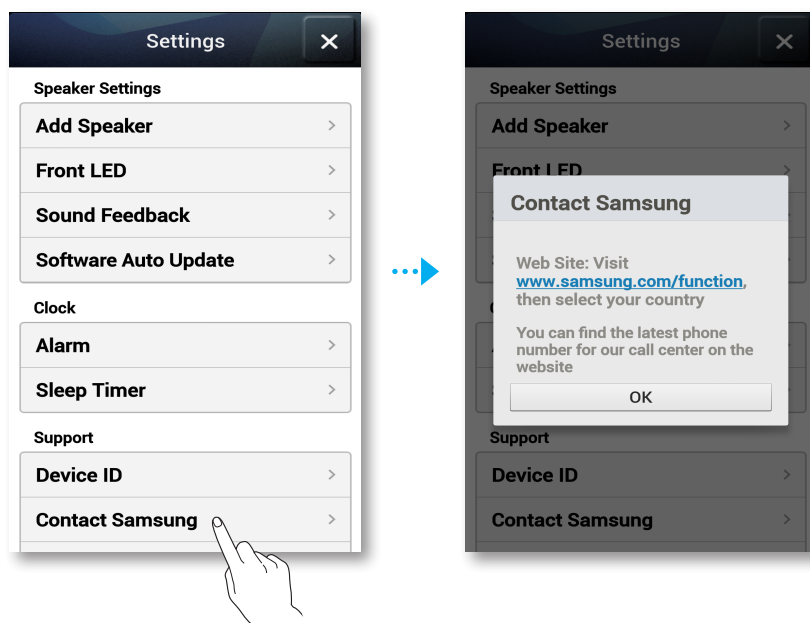 Settings
Speaker Settings
Add Speaker
Front LED
Sound Feedback
Software Auto Update
Clock
Alarm
Sleep Timer
Support
Device ID
Contact Samsung
Settings
Speaker Settings
Add Speaker
Front LED
Contact Samsung
Web Site: Visit
www.samsung.com/function,
then select your country
You can find the latest phone
number for our call center on the
website
OK
Support
Device ID
Contact Samsung